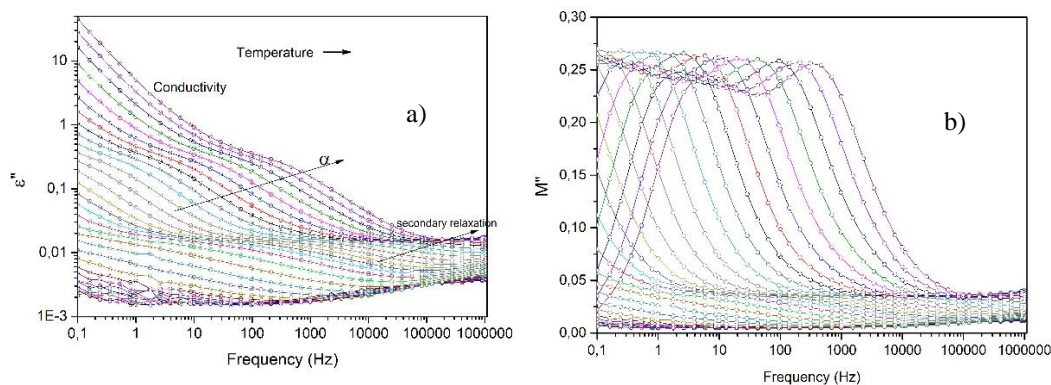 10
1
0,1
0,01
1E-3
ε''
Temperature
Conductivity
a)
α
secondary relaxation
0,1 1 10 100 1000 10000 100000 1000000
Frequency (Hz)
0,30
0,25
0,20
0,15
0,10
0,05
0,00
M''
b)
0,1 1 10 100 1000 10000 100000 1000000
Frequency (Hz)